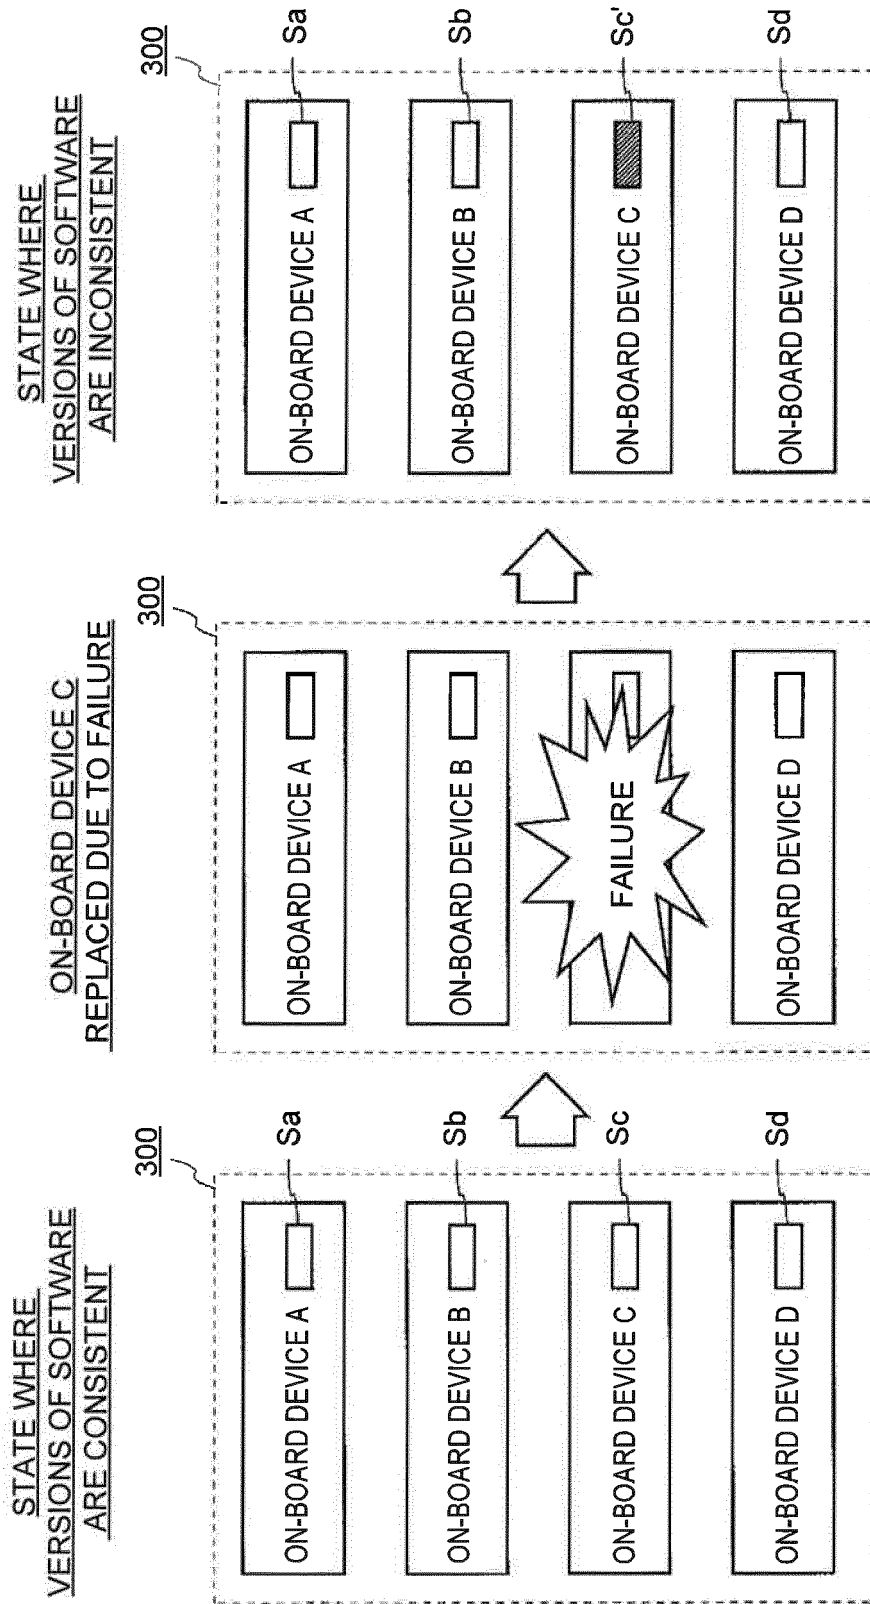 STATE WHERE
VERSIONS OF SOFTWARE
ARE CONSISTENT
300
ON-BOARD DEVICE A
Sa
ON-BOARD DEVICE B
Sb
ON-BOARD DEVICE C
Sc
ON-BOARD DEVICE D
Sd
ON-BOARD DEVICE C
REPLACED DUE TO FAILURE
300
ON-BOARD DEVICE A
ON-BOARD DEVICE B
FAILURE
ON-BOARD DEVICE D
STATE WHERE
VERSIONS OF SOFTWARE
ARE INCONSISTENT
300
ON-BOARD DEVICE A
Sa
ON-BOARD DEVICE B
Sb
ON-BOARD DEVICE C
Sc'
ON-BOARD DEVICE D
Sd